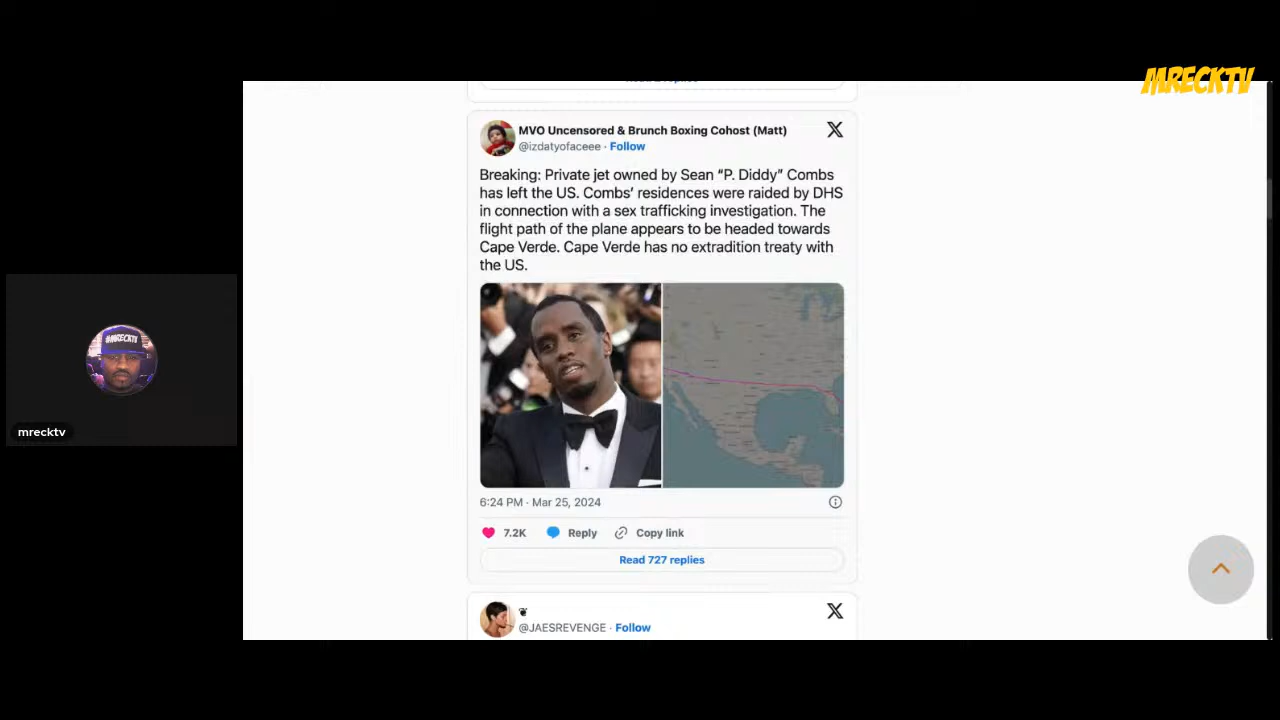 MRECKTV
MVO Uncensored & Brunch Boxing Cohost (Matt)
@izdatyofaceee · Follow
Breaking: Private jet owned by Sean “P. Diddy” Combs
has left the US. Combs’ residences were raided by DHS
in connection with a sex trafficking investigation. The
flight path of the plane appears to be headed towards
Cape Verde. Cape Verde has no extradition treaty with
the US.
#MRECKTV
mrecktv
6:24 PM · Mar 25, 2024
7.2K Reply Copy link
Read 727 replies
@JAESREVENGE · Follow